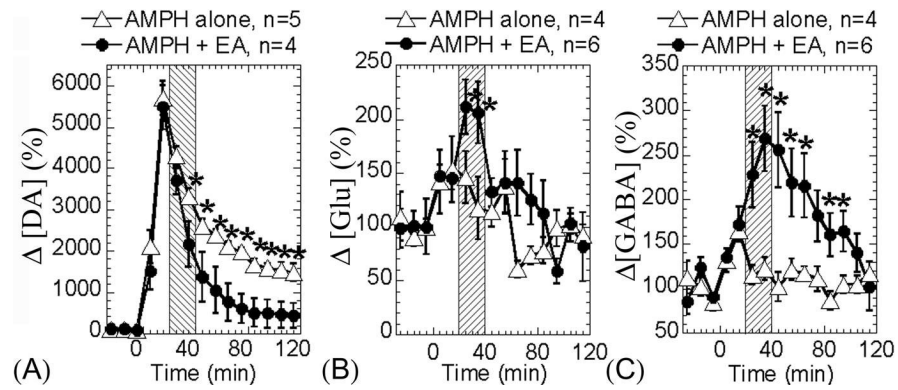 AMPH alone, n=5
AMPH + EA, n=4
Δ [DA] (%)
6000
5000
4000
3000
2000
1000
0
0 40 80 120
Time (min)
(A)
AMPH alone, n=4
AMPH + EA, n=6
Δ [Glu] (%)
250
200
150
100
50
0
0 40 80 120
Time (min)
(B)
AMPH alone, n=4
AMPH + EA, n=6
Δ[GABA] (%)
350
300
250
200
150
100
50
0 40 80 120
Time (min)
(C)